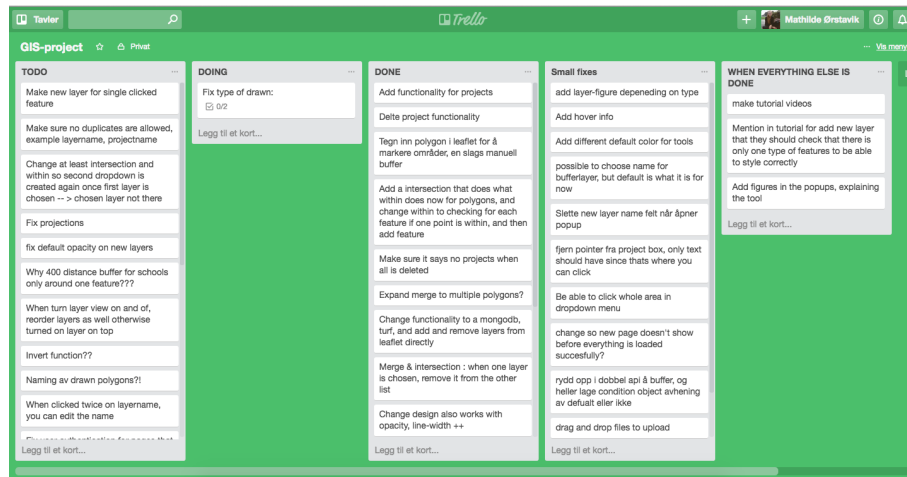 Tavler
Trello
Mathilde Ørstavik
GIS-project
Privat
Vis meny
TODO
Make new layer for single clicked
feature
Make sure no duplicates are allowed,
example layername, projectname
Change at least intersection and
within so second dropdown is
created again once first layer is
chosen -- > chosen layer not there
Fix projections
fix default opacity on new layers
Why 400 distance buffer for schools
only around one feature???
When turn layer view on and of,
reorder layers as well otherwise
turned on layer on top
Invert function??
Naming av drawn polygons?!
When clicked twice on layername,
you can edit the name
Legg til et kort...
DOING
Fix type of drawn:
0/2
Legg til et kort...
DONE
Add functionality for projects
Delte project functionality
Tegn inn polygon i leaflet for å
markere områder, en slags manuell
buffer
Add a intersection that does what
within does now for polygons, and
change within to checking for each
feature if one point is within, and then
add feature
Make sure it says no projects when
all is deleted
Expand merge to multiple polygons?
Change functionality to a mongodb,
turf, and add and remove layers from
leaflet directly
Merge & intersection : when one layer
is chosen, remove it from the other
list
Change design also works with
opacity, line-width ++
Legg til et kort...
Small fixes
add layer-figure depeneding on type
Add hover info
Add different default color for tools
possible to choose name for
bufferlayer, but default is what it is for
now
Slette new layer name felt når åpner
popup
fjern pointer fra project box, only text
should have since thats where you
can click
Be able to click whole area in
dropdown menu
change so new page doesn't show
before everything is loaded
succesfully?
rydd opp i dobbel api å buffer, og
heller lage condition object avhening
av defualt eller ikke
drag and drop files to upload
Legg til et kort...
WHEN EVERYTHING ELSE IS
DONE
make tutorial videos
Mention in tutorial for add new layer
that they should check that there is
only one type of features to be able
to style correctly
Add figures in the popups, explaining
the tool
Legg til et kort...